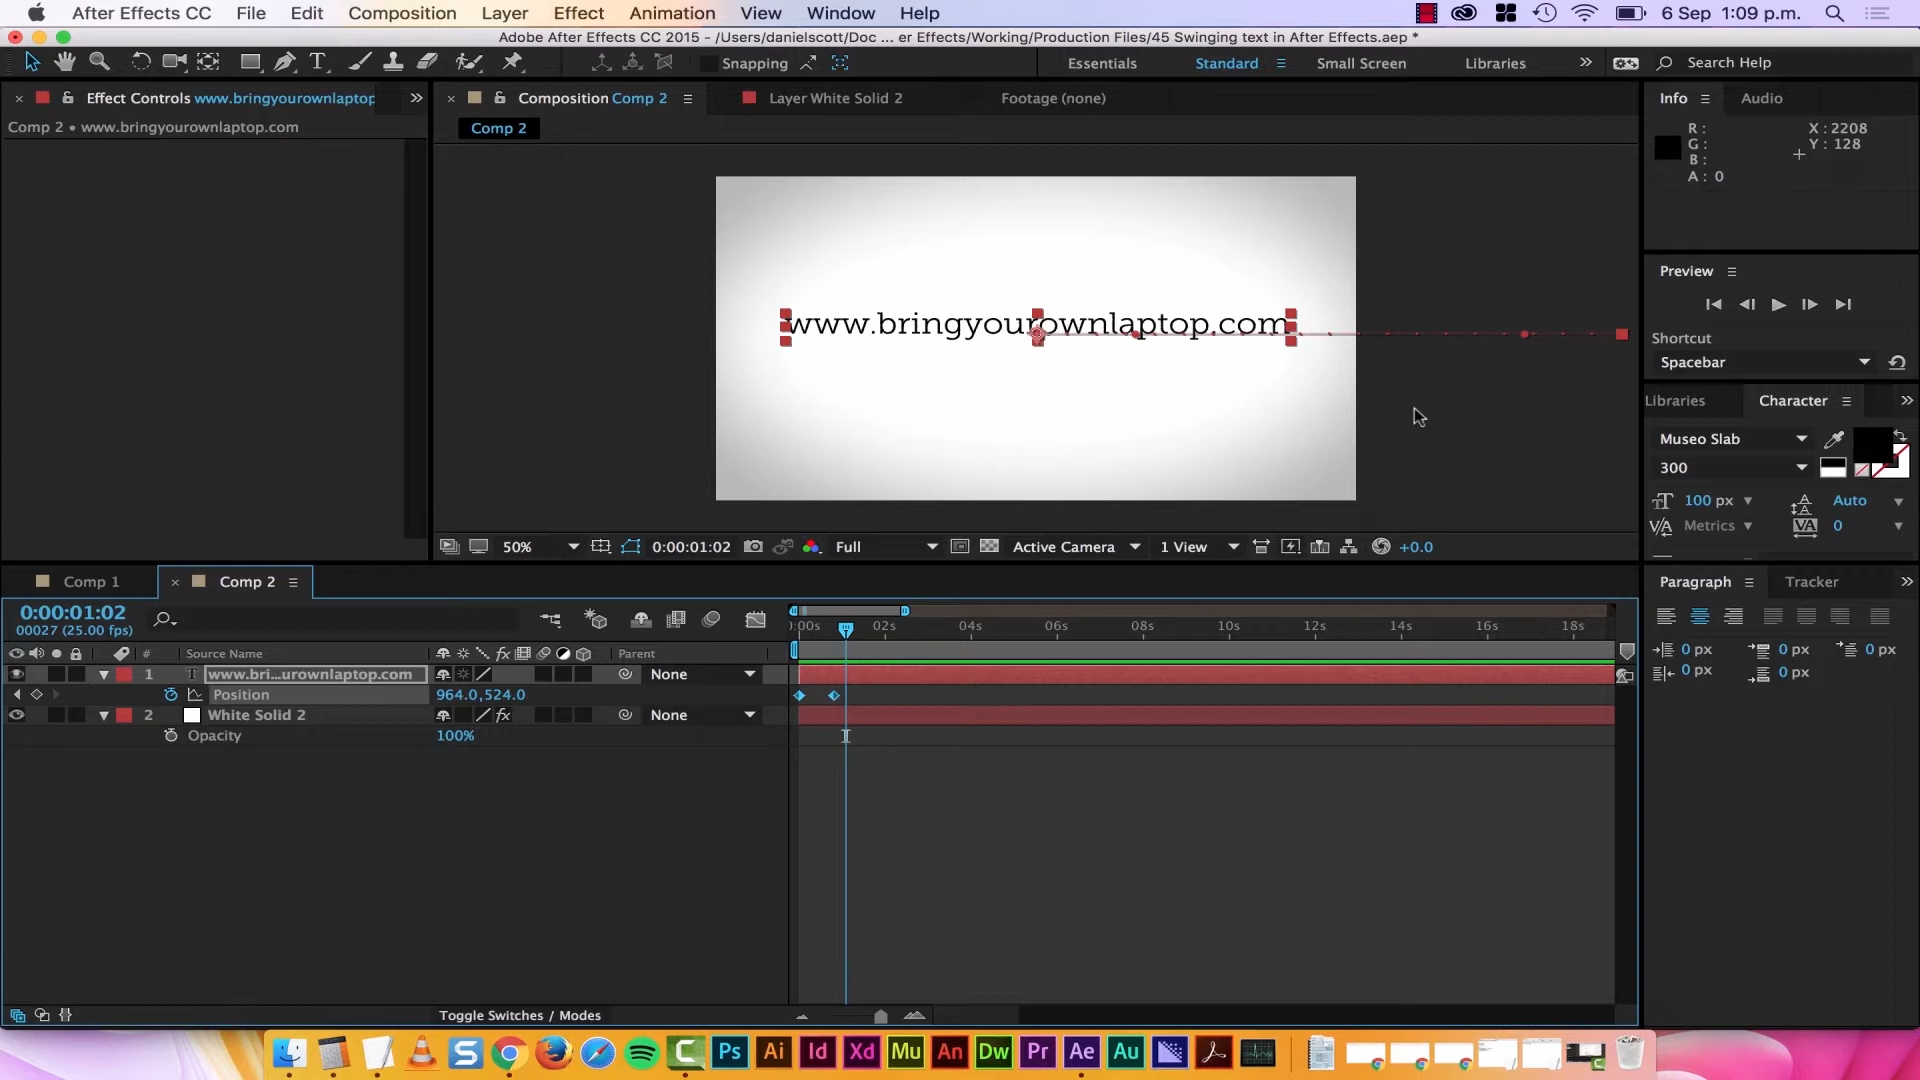 After Effects CC File Edit Composition Layer Effect Animation View Window Help 6 Sep 1:09 p.m.
Adobe After Effects CC 2015 - /Users/danielscott/Doc ... er Effects/Working/Production Files/45 Swinging text in After Effects.aep *
T Snapping Essentials Standard Small Screen Libraries » Search Help
× Effect Controls www.bringyourownlaptop »
Comp 2 • www.bringyourownlaptop.com
× Composition Comp 2 Layer White Solid 2 Footage (none)
Comp 2
www.bringyourownlaptop.com
50% 0:00:01:02 Full Active Camera 1 View +0.0
Info Audio
R : X : 2208
G : Y : 128
B :
A : 0
Preview
Shortcut
Spacebar
Libraries Character »
Museo Slab
300
100 px Auto
Metrics 0
Paragraph Tracker »
0 px 0 px 0 px
0 px 0 px
Comp 1 × Comp 2
0:00:01:02
00027 (25.00 fps)
):00s 02s 04s 06s 08s 10s 12s 14s 16s 18s
# Source Name fx Parent
1 T www.bri...urownlaptop.com None
Position 964.0,524.0
2 White Solid 2 fx None
Opacity 100%
Toggle Switches / Modes
S C Ps Ai Id Xd Mu An Dw Pr Ae Au